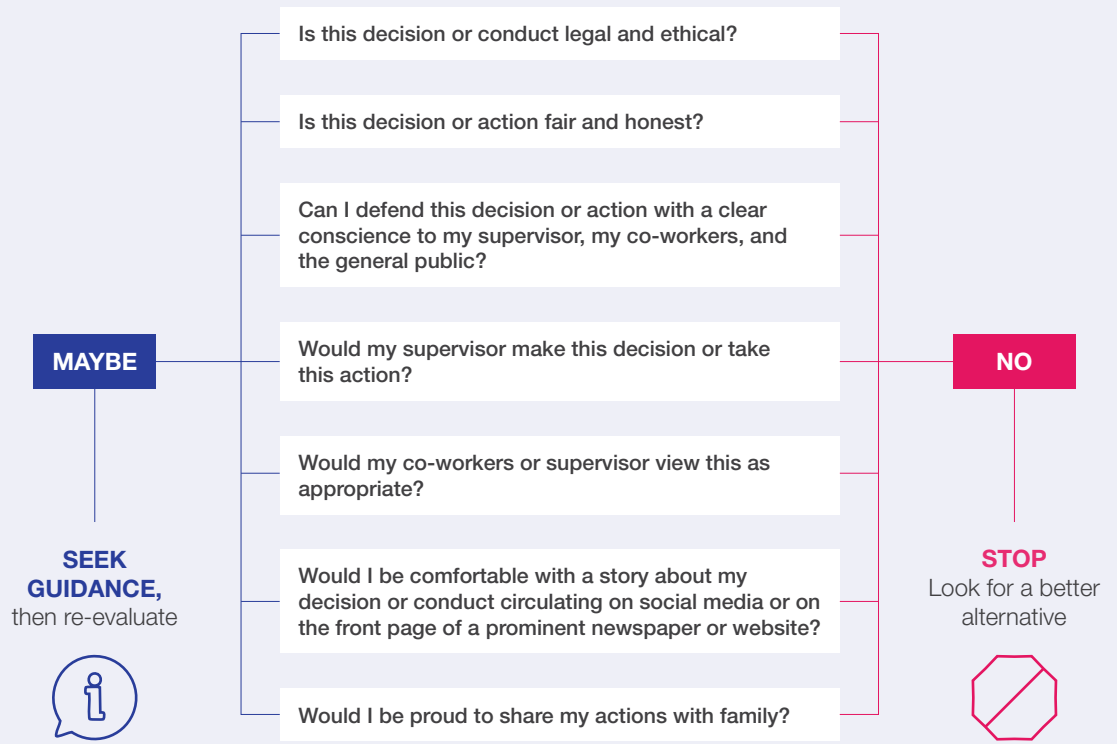 Is this decision or conduct legal and ethical?
Is this decision or action fair and honest?
Can I defend this decision or action with a clear
conscience to my supervisor, my co-workers, and
the general public?
MAYBE
Would my supervisor make this decision or take
this action?
NO
Would my co-workers or supervisor view this as
appropriate?
SEEK
GUIDANCE,
then re-evaluate
Would I be comfortable with a story about my
decision or conduct circulating on social media or on
the front page of a prominent newspaper or website?
STOP
Look for a better
alternative
Would I be proud to share my actions with family?